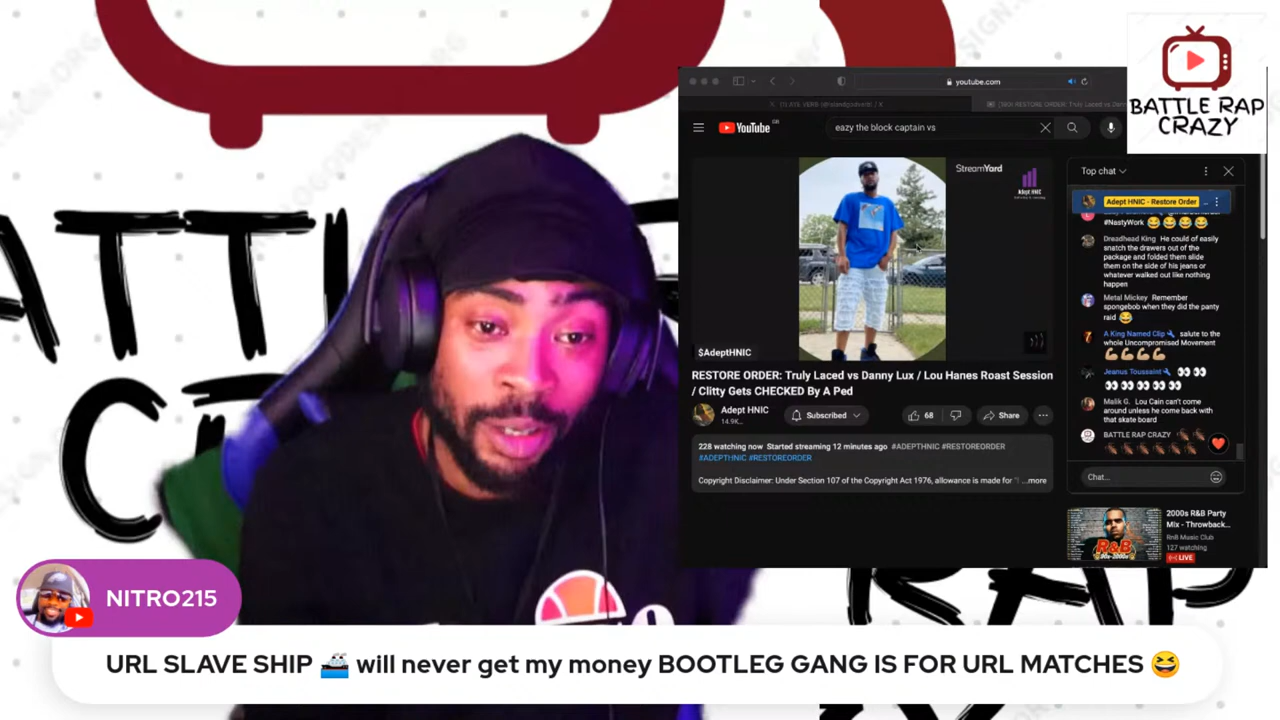 BATTLE RAP
CRAZY
youtube.com
YouTube
GB
eazy the block captain vs
StreamYard
Adept HNIC
$AdeptHNIC
RESTORE ORDER: Truly Laced vs Danny Lux / Lou Hanes Roast Session
/ Clitty Gets CHECKED By A Ped
Adept HNIC
14.9K...
Subscribed
68
Share
228 watching now Started streaming 12 minutes ago #ADEPTHNIC #RESTOREORDER
#ADEPTHNIC #RESTOREORDER
Copyright Disclaimer: Under Section 107 of the Copyright Act 1976, allowance is made for "
...more
Top chat
Adept HNIC - Restore Order ...
#NastyWork 😂 😂 😂 😂
Dreadhead King He could of easily
snatch the drawers out of the
package and folded them slide
them on the side of his jeans or
whatever walked out like nothing
happen
Metal Mickey Remember
spongebob when they did the panty
raid 😂
A King Named Clip salute to the
whole Uncompromised Movement
💪💪💪💪
Jeanus Toussaint 👀 👀
👀 👀 👀 👀 👀
Malik G. Lou Cain can't come
around unless he come back with
that skate board
BATTLE RAP CRAZY
Chat...
2000s R&B Party
Mix - Throwback...
RnB Music Club
127 watching
LIVE
R&B
ATTL
C
RAP
NITRO215
URL SLAVE SHIP 🚢 will never get my money BOOTLEG GANG IS FOR URL MATCHES 😆